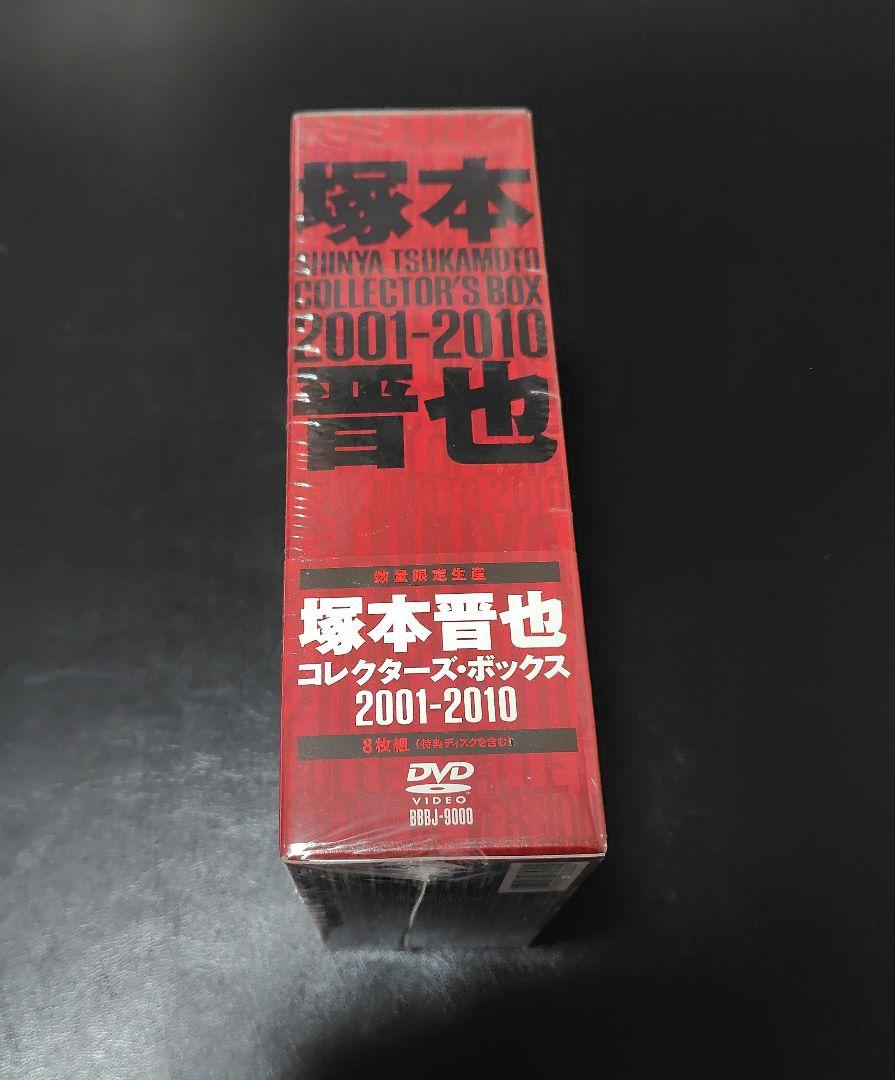 塚本
SHINYA TSUKAMOTO
COLLECTOR'S BOX
2001-2010
晋也
TSUKAMOTO 2010
数量限定生産
塚本晋也
コレクターズ・ボックス
2001-2010
8枚組(特典ディスクを含む)
DVD
VIDEO
BBBJ-9000